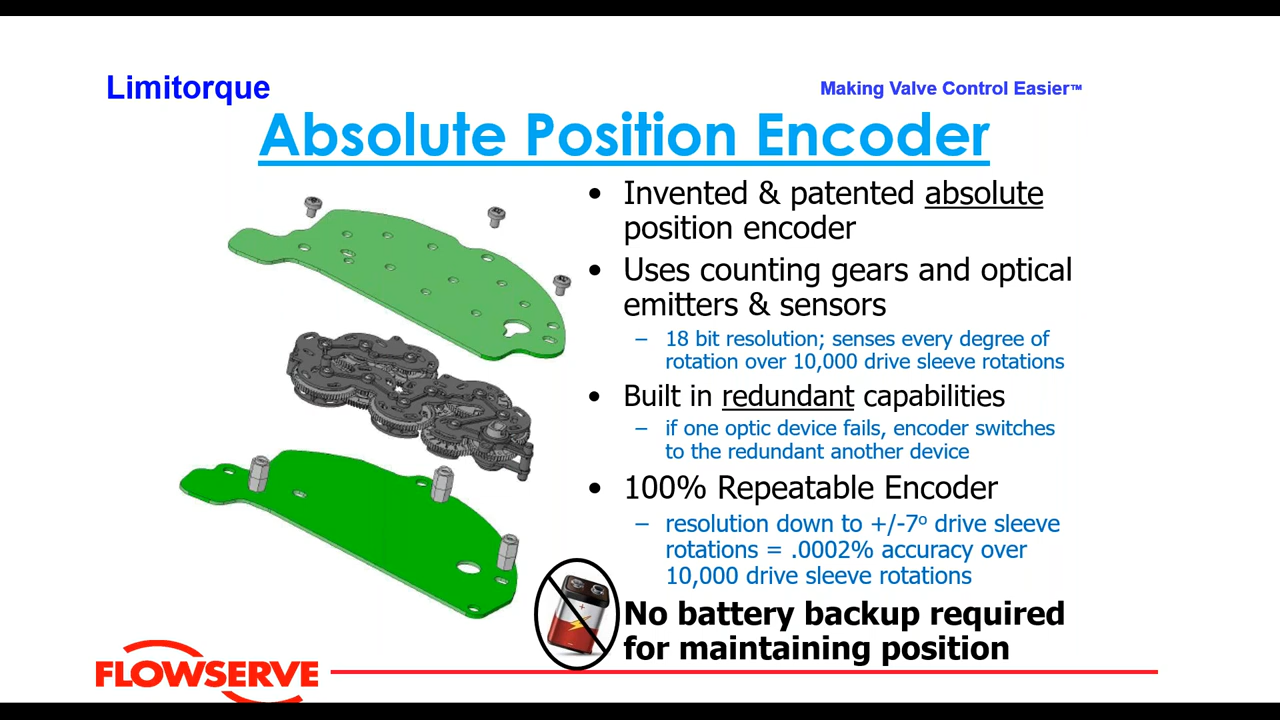 Limitorque
Making Valve Control Easier™
Absolute Position Encoder
• Invented & patented absolute
position encoder
• Uses counting gears and optical
emitters & sensors
– 18 bit resolution; senses every degree of
rotation over 10,000 drive sleeve rotations
• Built in redundant capabilities
– if one optic device fails, encoder switches
to the redundant another device
• 100% Repeatable Encoder
– resolution down to +/-7º drive sleeve
rotations = .0002% accuracy over
10,000 drive sleeve rotations
No battery backup required
for maintaining position
FLOWSERVE